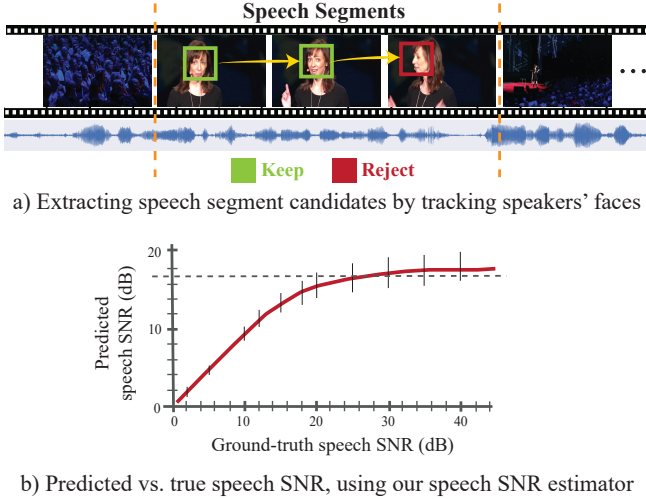 Speech Segments
...
Keep Reject
a) Extracting speech segment candidates by tracking speakers' faces
20
10
0
Predicted
speech SNR (dB)
0 10 20 30 40
Ground-truth speech SNR (dB)
b) Predicted vs. true speech SNR, using our speech SNR estimator